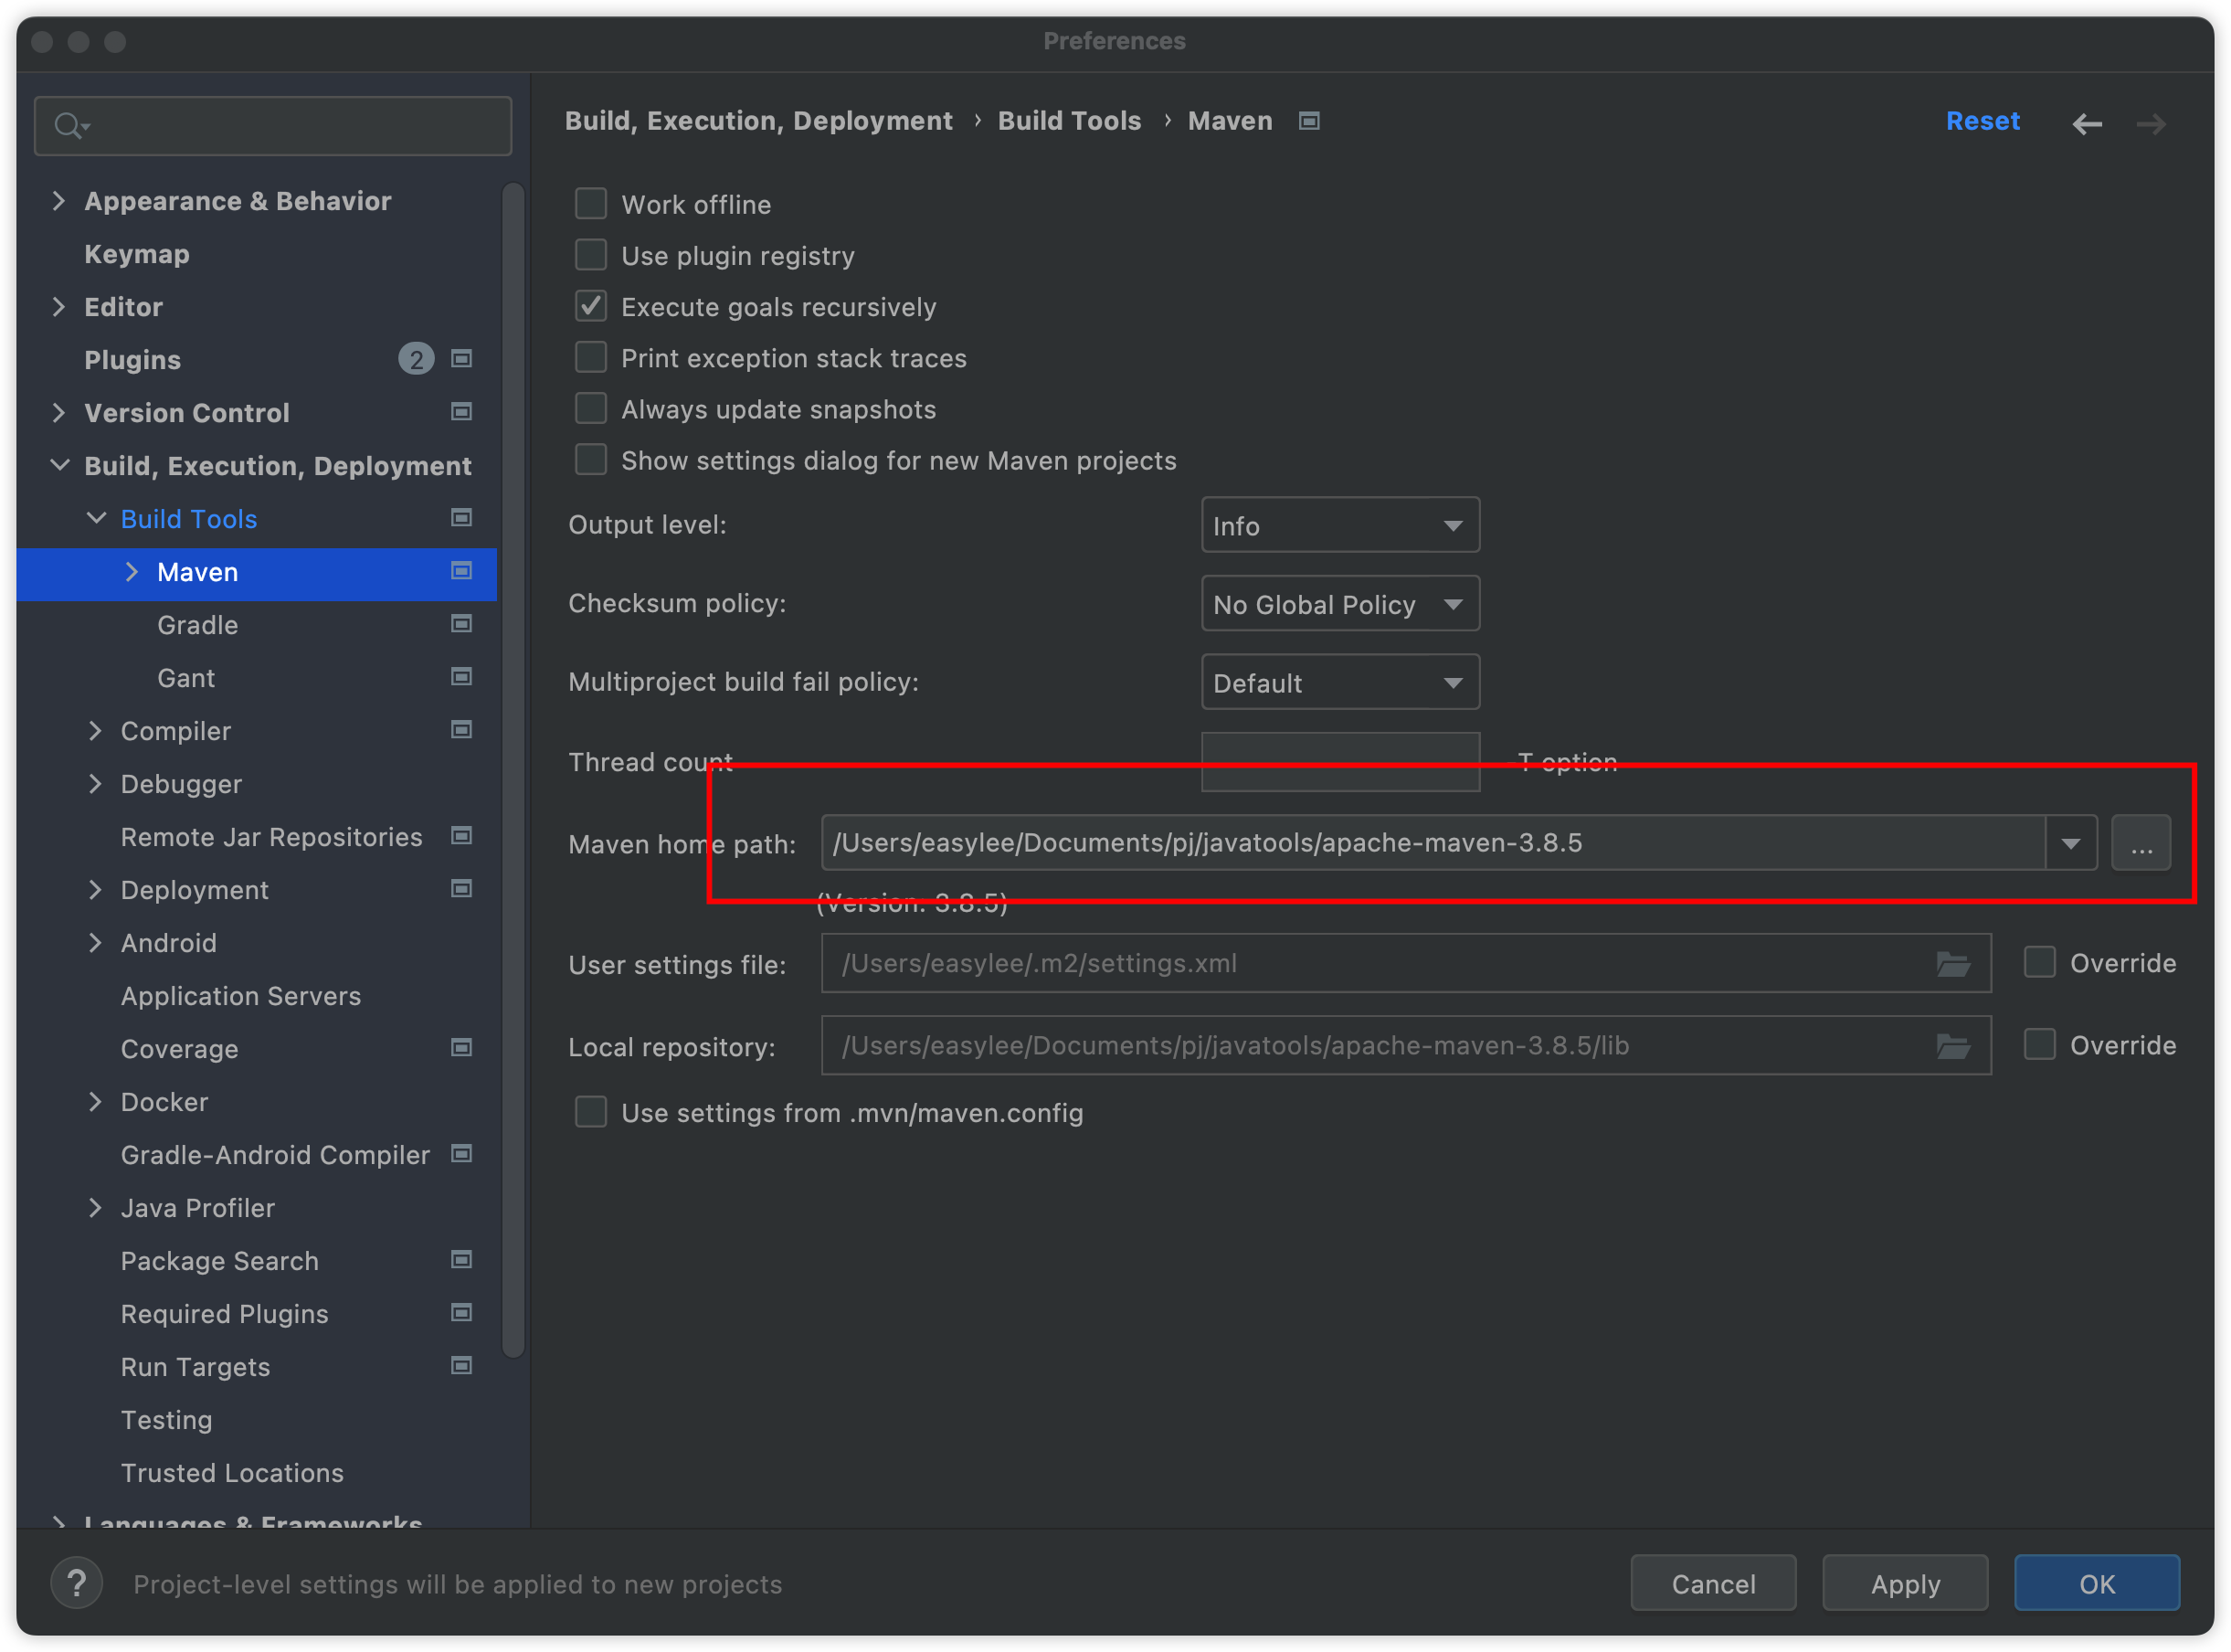 Preferences
Appearance & Behavior
Keymap
Editor
Plugins 2
Version Control
Build, Execution, Deployment
Build Tools
Maven
Gradle
Gant
Compiler
Debugger
Remote Jar Repositories
Deployment
Android
Application Servers
Coverage
Docker
Gradle-Android Compiler
Java Profiler
Package Search
Required Plugins
Run Targets
Testing
Trusted Locations
Languages & Frameworks
Build, Execution, Deployment › Build Tools › Maven
Reset
Work offline
Use plugin registry
Execute goals recursively
Print exception stack traces
Always update snapshots
Show settings dialog for new Maven projects
Output level: Info
Checksum policy: No Global Policy
Multiproject build fail policy: Default
Thread count -T option
Maven home path: /Users/easylee/Documents/pj/javatools/apache-maven-3.8.5 ...
(Version: 3.8.5)
User settings file: /Users/easylee/.m2/settings.xml Override
Local repository: /Users/easylee/Documents/pj/javatools/apache-maven-3.8.5/lib Override
Use settings from .mvn/maven.config
? Project-level settings will be applied to new projects
Cancel Apply OK